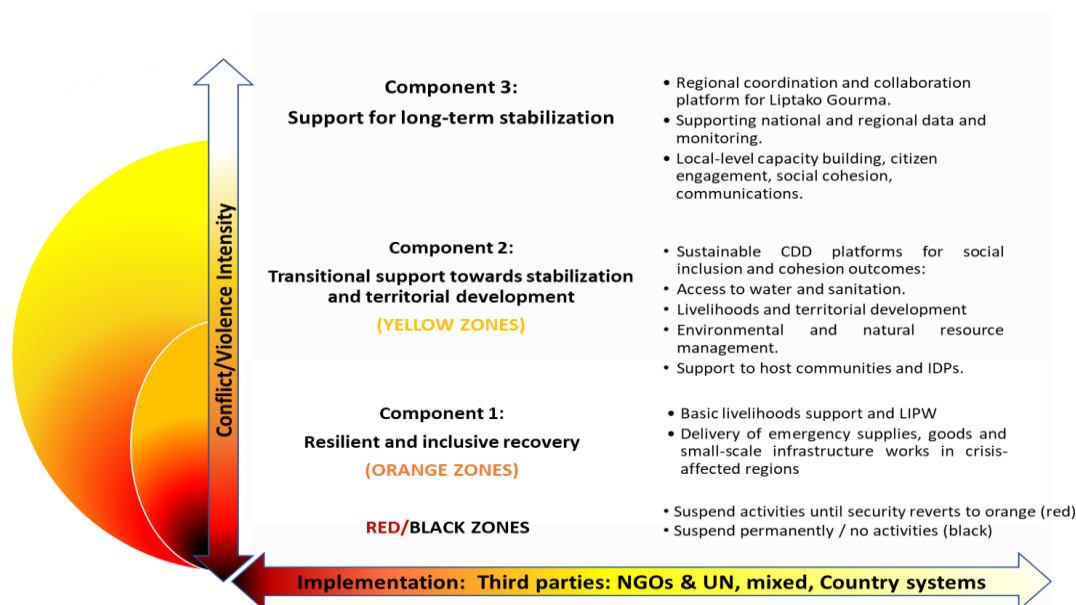 Component 3:
Support for long-term stabilization
• Regional coordination and collaboration
platform for Liptako Gourma.
• Supporting national and regional data and
monitoring.
• Local-level capacity building, citizen
engagement, social cohesion,
communications.
Conflict/Violence Intensity
Component 2:
Transitional support towards stabilization
and territorial development
(YELLOW ZONES)
• Sustainable CDD platforms for social
inclusion and cohesion outcomes:
• Access to water and sanitation.
• Livelihoods and territorial development
• Environmental and natural resource
management.
• Support to host communities and IDPs.
Component 1:
Resilient and inclusive recovery
(ORANGE ZONES)
• Basic livelihoods support and LIPW
• Delivery of emergency supplies, goods and
small-scale infrastructure works in crisis-
affected regions
RED/BLACK ZONES
• Suspend activities until security reverts to orange (red)
• Suspend permanently / no activities (black)
Implementation: Third parties: NGOs & UN, mixed, Country systems